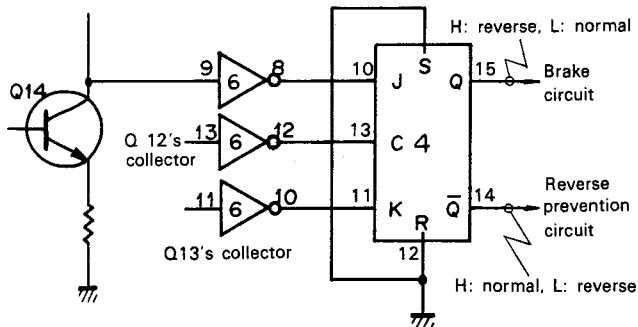 H: reverse, L: normal
Q14
9
6
8
10
J
S
Q
15
Brake
circuit
Q 12's
collector
13
6
12
13
C
4
11
6
10
11
K
R
Q̅
14
Reverse
prevention
circuit
12
Q13's collector
H: normal, L: reverse